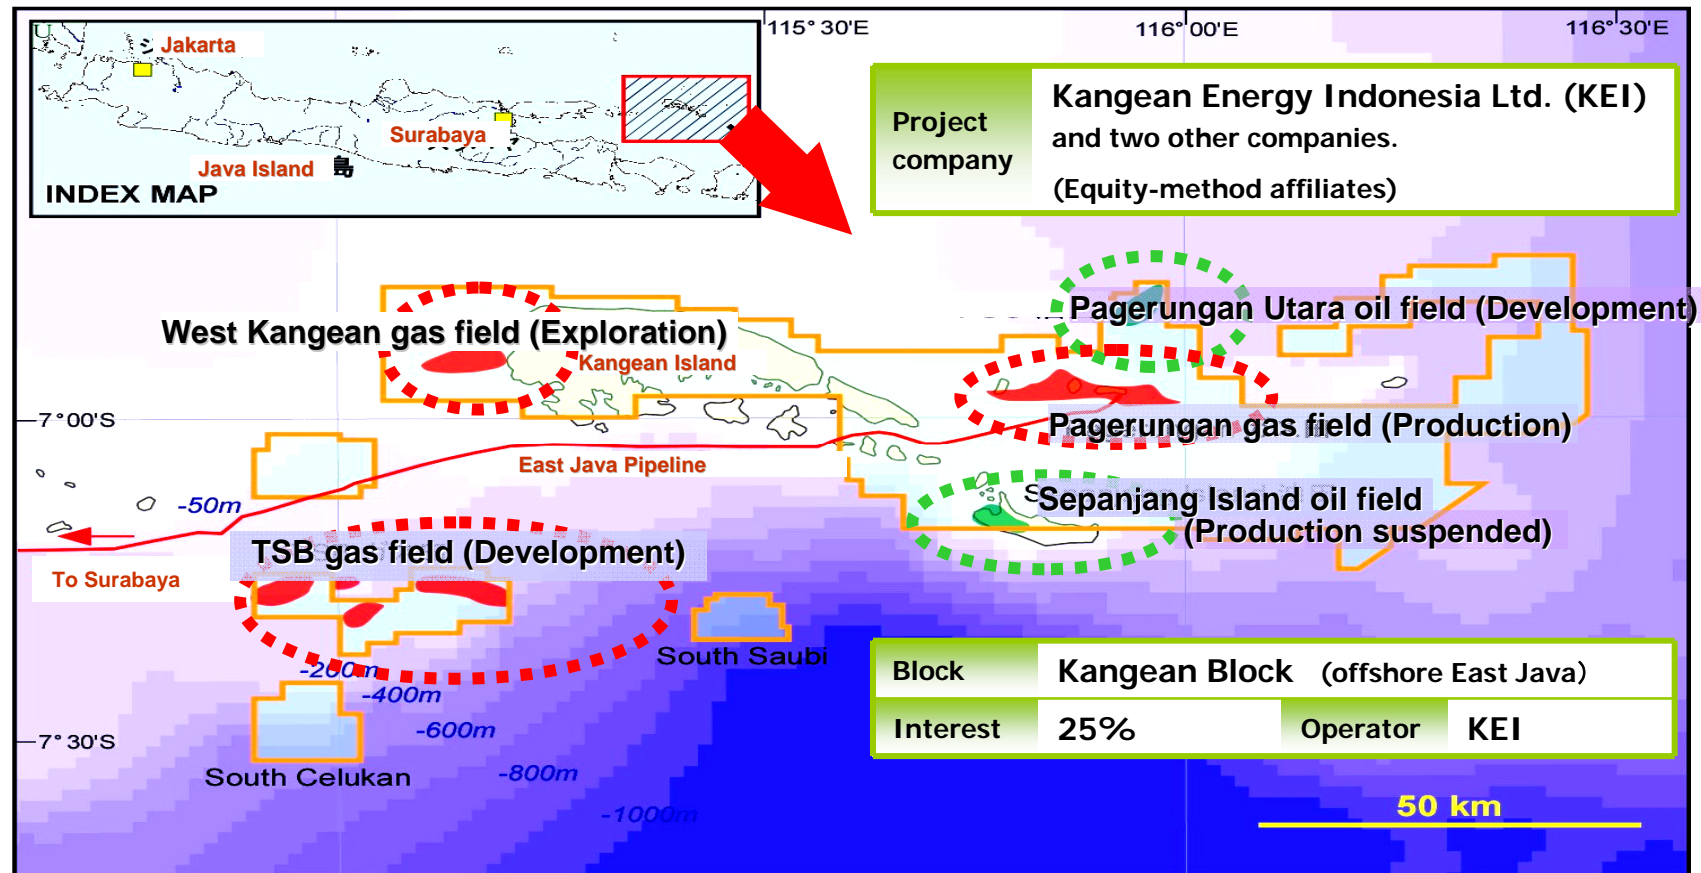 115°30'E
116°00'E
116°30'E
シ Jakarta
Surabaya
Java Island 島
INDEX MAP
Project company
Kangean Energy Indonesia Ltd. (KEI)
and two other companies.
(Equity-method affiliates)
Pagerungan Utara oil field (Development)
West Kangean gas field (Exploration)
Kangean Island
7°00'S
Pagerungan gas field (Production)
East Java Pipeline
-50m
Sepanjang Island oil field
(Production suspended)
TSB gas field (Development)
To Surabaya
South Saubi
-200m
-400m
-600m
-800m
-1000m
7°30'S
South Celukan
Block Kangean Block (offshore East Java)
Interest 25% Operator KEI
50 km